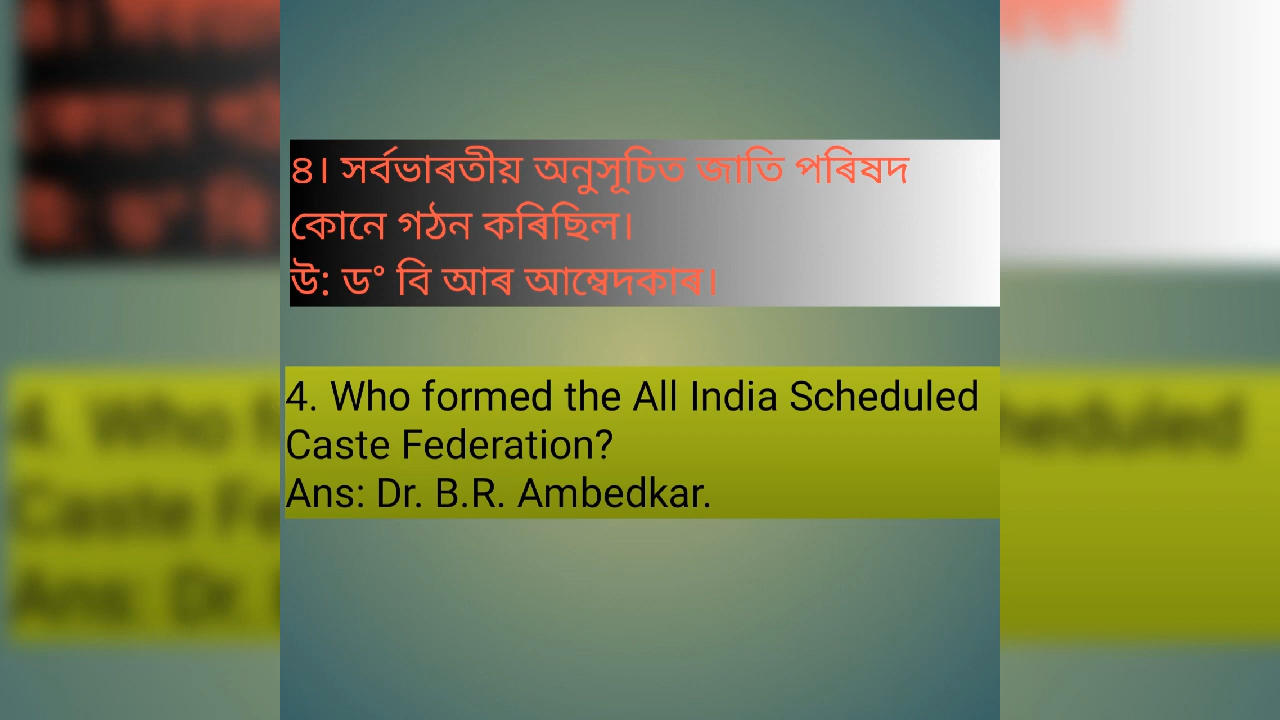 ৪। সৰ্বভাৰতীয় অনুসূচিত জাতি পৰিষদ
কোনে গঠন কৰিছিল।
উ: ড° বি আৰ আম্বেদকাৰ।
4. Who formed the All India Scheduled
Caste Federation?
Ans: Dr. B.R. Ambedkar.